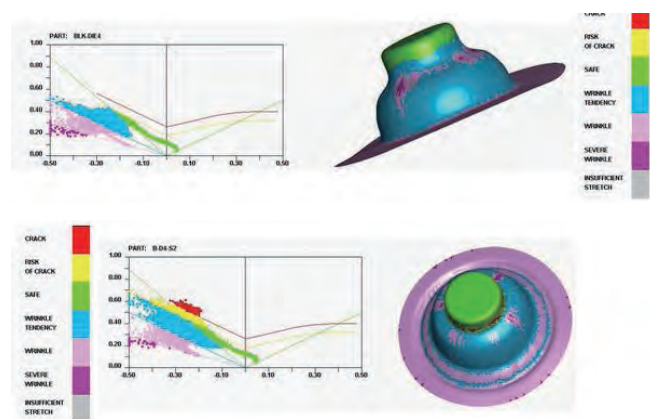 PART: BLK-DIE4
1.00
0.80
0.60
0.40
0.20
0.00
-0.50
-0.30
-0.10
0.10
0.30
0.50
CRACK
RISK
OF CRACK
SAFE
WRINKLE
TENDENCY
WRINKLE
SEVERE
WRINKLE
INSUFFICIENT
STRETCH
CRACK
RISK
OF CRACK
SAFE
WRINKLE
TENDENCY
WRINKLE
SEVERE
WRINKLE
INSUFFICIENT
STRETCH
PART: B-D4-S2
1.00
0.80
0.60
0.40
0.20
0.00
-0.50
-0.30
-0.10
0.10
0.30
0.50